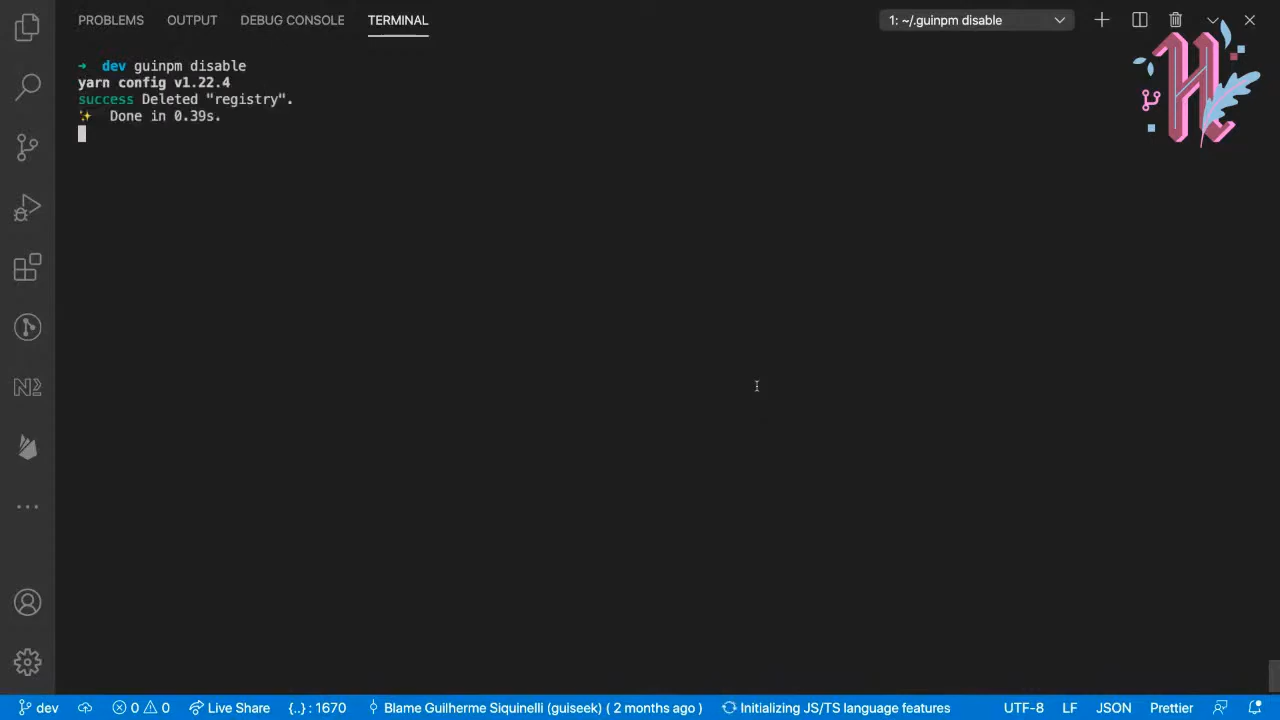 PROBLEMS OUTPUT DEBUG CONSOLE TERMINAL 1: ~/.guinpm disable
➜ dev guinpm disable
yarn config v1.22.4
success Deleted "registry".
✨ Done in 0.39s.
dev 0 0 Live Share {..} : 1670 Blame Guilherme Siquinelli (guiseek) ( 2 months ago ) Initializing JS/TS language features UTF-8 LF JSON Prettier